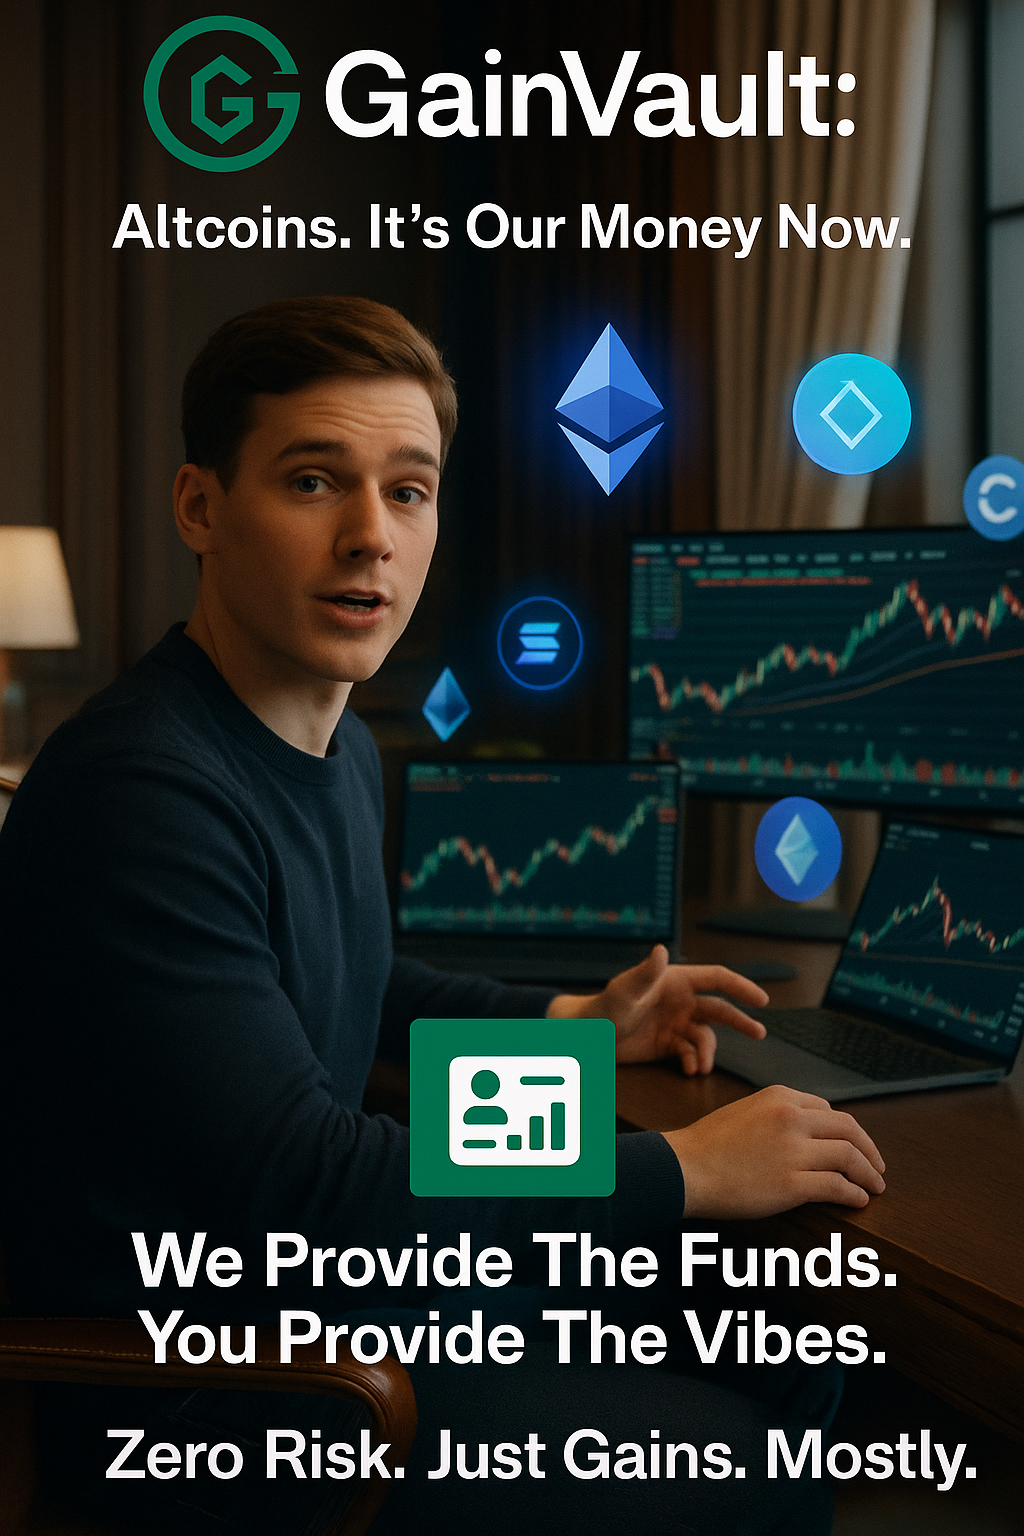 GainVault:
Altcoins. It's Our Money Now.
We Provide The Funds.
You Provide The Vibes.
Zero Risk. Just Gains. Mostly.